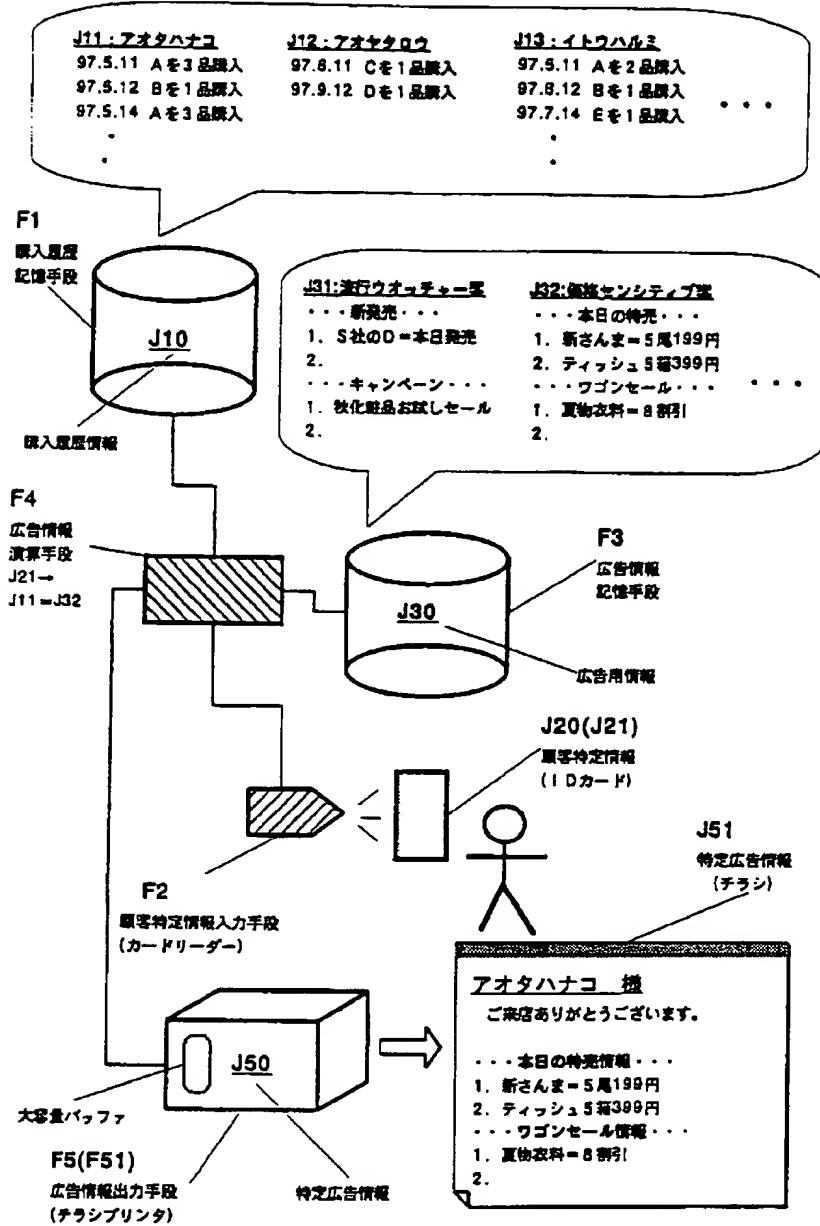 J11：アオタハナコ
97.5.11 Aを3品購入
97.5.12 Bを1品購入
97.5.14 Aを3品購入
・
・
J12：アオヤタロウ
97.6.11 Cを1品購入
97.9.12 Dを1品購入
J13：イトウハルミ
97.5.11 Aを2品購入
97.6.12 Bを1品購入
97.7.14 Eを1品購入
・
・
・・・
F1
購入履歴
記憶手段
J10
購入履歴情報
J31:流行ウオッチャー型
・・・新発売・・・
1. S社のD＝本日発売
2.
・・・キャンペーン・・・
1. 秋化粧品お試しセール
2.
J32:価格センシティブ型
・・・本日の特売・・・
1. 新さんま＝5尾199円
2. ティッシュ5箱399円
・・・ワゴンセール・・・
1. 夏物衣料＝8割引
2.
・・・
F4
広告情報
演算手段
J21→
J11＝J32
F3
広告情報
記憶手段
J30
広告用情報
J20(J21)
顧客特定情報
(IDカード)
F2
顧客特定情報入力手段
(カードリーダー)
J51
特定広告情報
(チラシ)
アオタハナコ 様
ご来店ありがとうございます。
・・・本日の特売情報・・・
1. 新さんま＝5尾199円
2. ティッシュ5箱399円
・・・ワゴンセール情報・・・
1. 夏物衣料＝8割引
2.
J50
大容量バッファ
F5(F51)
広告情報出力手段
(チラシプリンタ)
特定広告情報